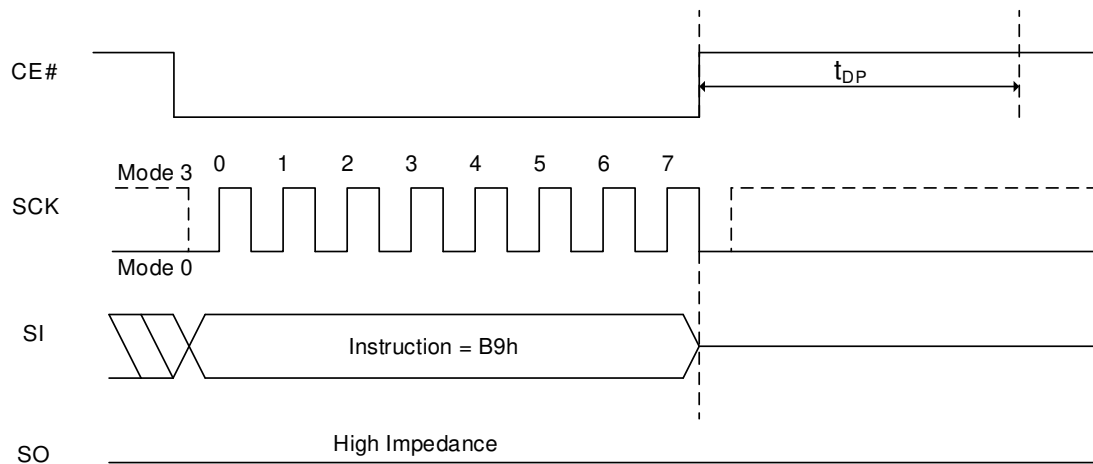 CE#
tDP
Mode 3 0 1 2 3 4 5 6 7
SCK
Mode 0
SI
Instruction = B9h
High Impedance
SO